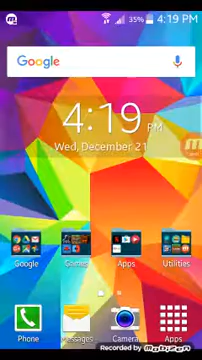 35% 4:19 PM
Google
4:19 PM
Wed, December 21
Google Games Apps Utilities
Phone Messages Camera Apps
Recorded by Mobizen